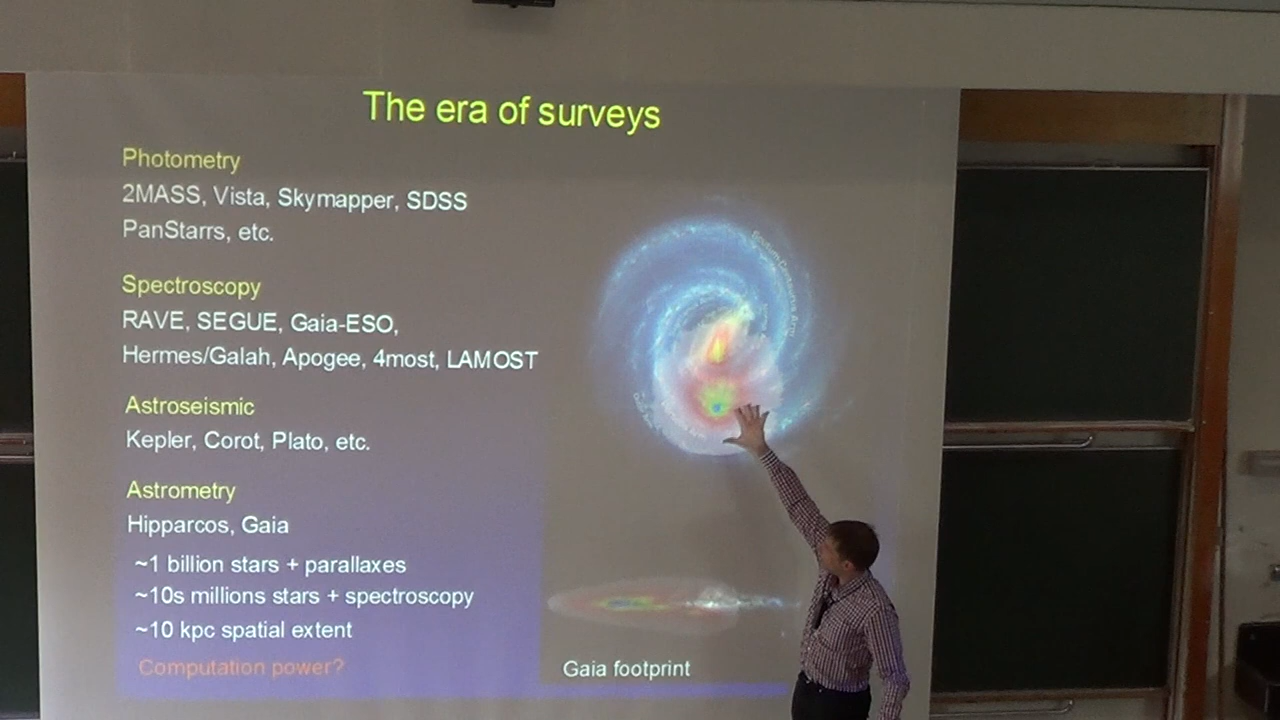 The era of surveys
Photometry
2MASS, Vista, Skymapper, SDSS
PanStarrs, etc.
Spectroscopy
RAVE, SEGUE, Gaia-ESO,
Hermes/Galah, Apogee, 4most, LAMOST
Astroseismic
Kepler, Corot, Plato, etc.
Astrometry
Hipparcos, Gaia
~1 billion stars + parallaxes
~10s millions stars + spectroscopy
~10 kpc spatial extent
Computation power?
Gaia footprint